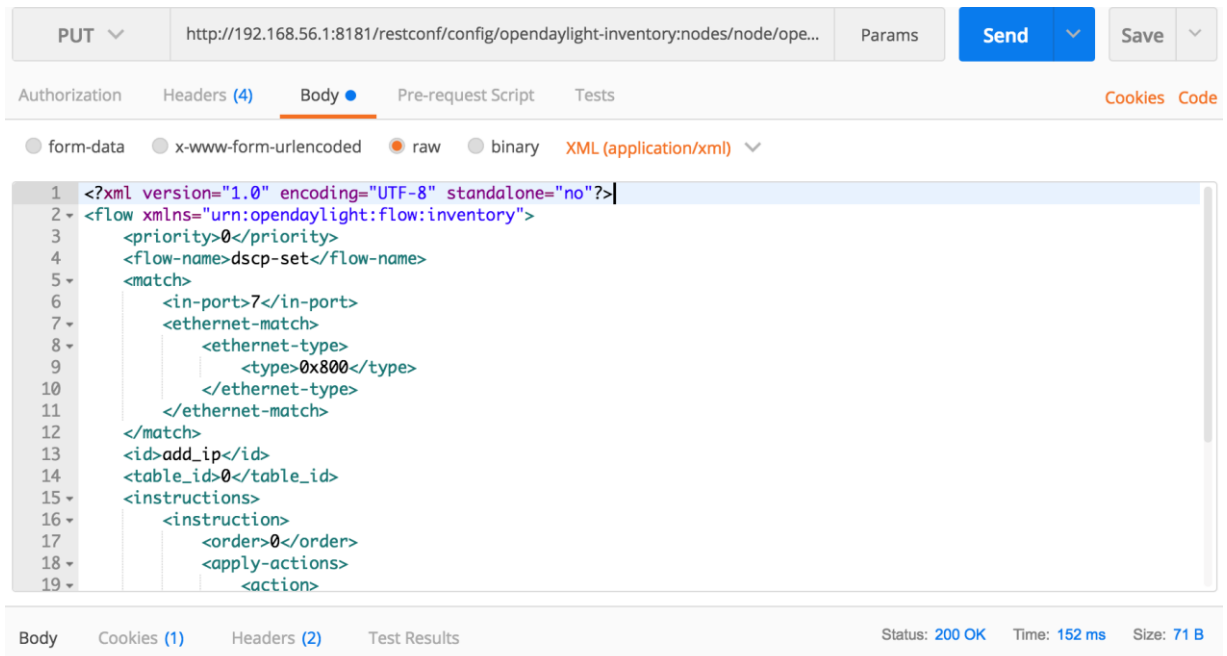 PUT http://192.168.56.1:8181/restconf/config/opendaylight-inventory:nodes/node/ope... Params Send Save
Authorization Headers (4) Body Pre-request Script Tests Cookies Code
form-data x-www-form-urlencoded raw binary XML (application/xml)
1 <?xml version="1.0" encoding="UTF-8" standalone="no"?>
2 <flow xmlns="urn:opendaylight:flow:inventory">
3 <priority>0</priority>
4 <flow-name>dscp-set</flow-name>
5 <match>
6 <in-port>7</in-port>
7 <ethernet-match>
8 <ethernet-type>
9 <type>0x800</type>
10 </ethernet-type>
11 </ethernet-match>
12 </match>
13 <id>add_ip</id>
14 <table_id>0</table_id>
15 <instructions>
16 <instruction>
17 <order>0</order>
18 <apply-actions>
19 <action>
Body Cookies (1) Headers (2) Test Results Status: 200 OK Time: 152 ms Size: 71 B